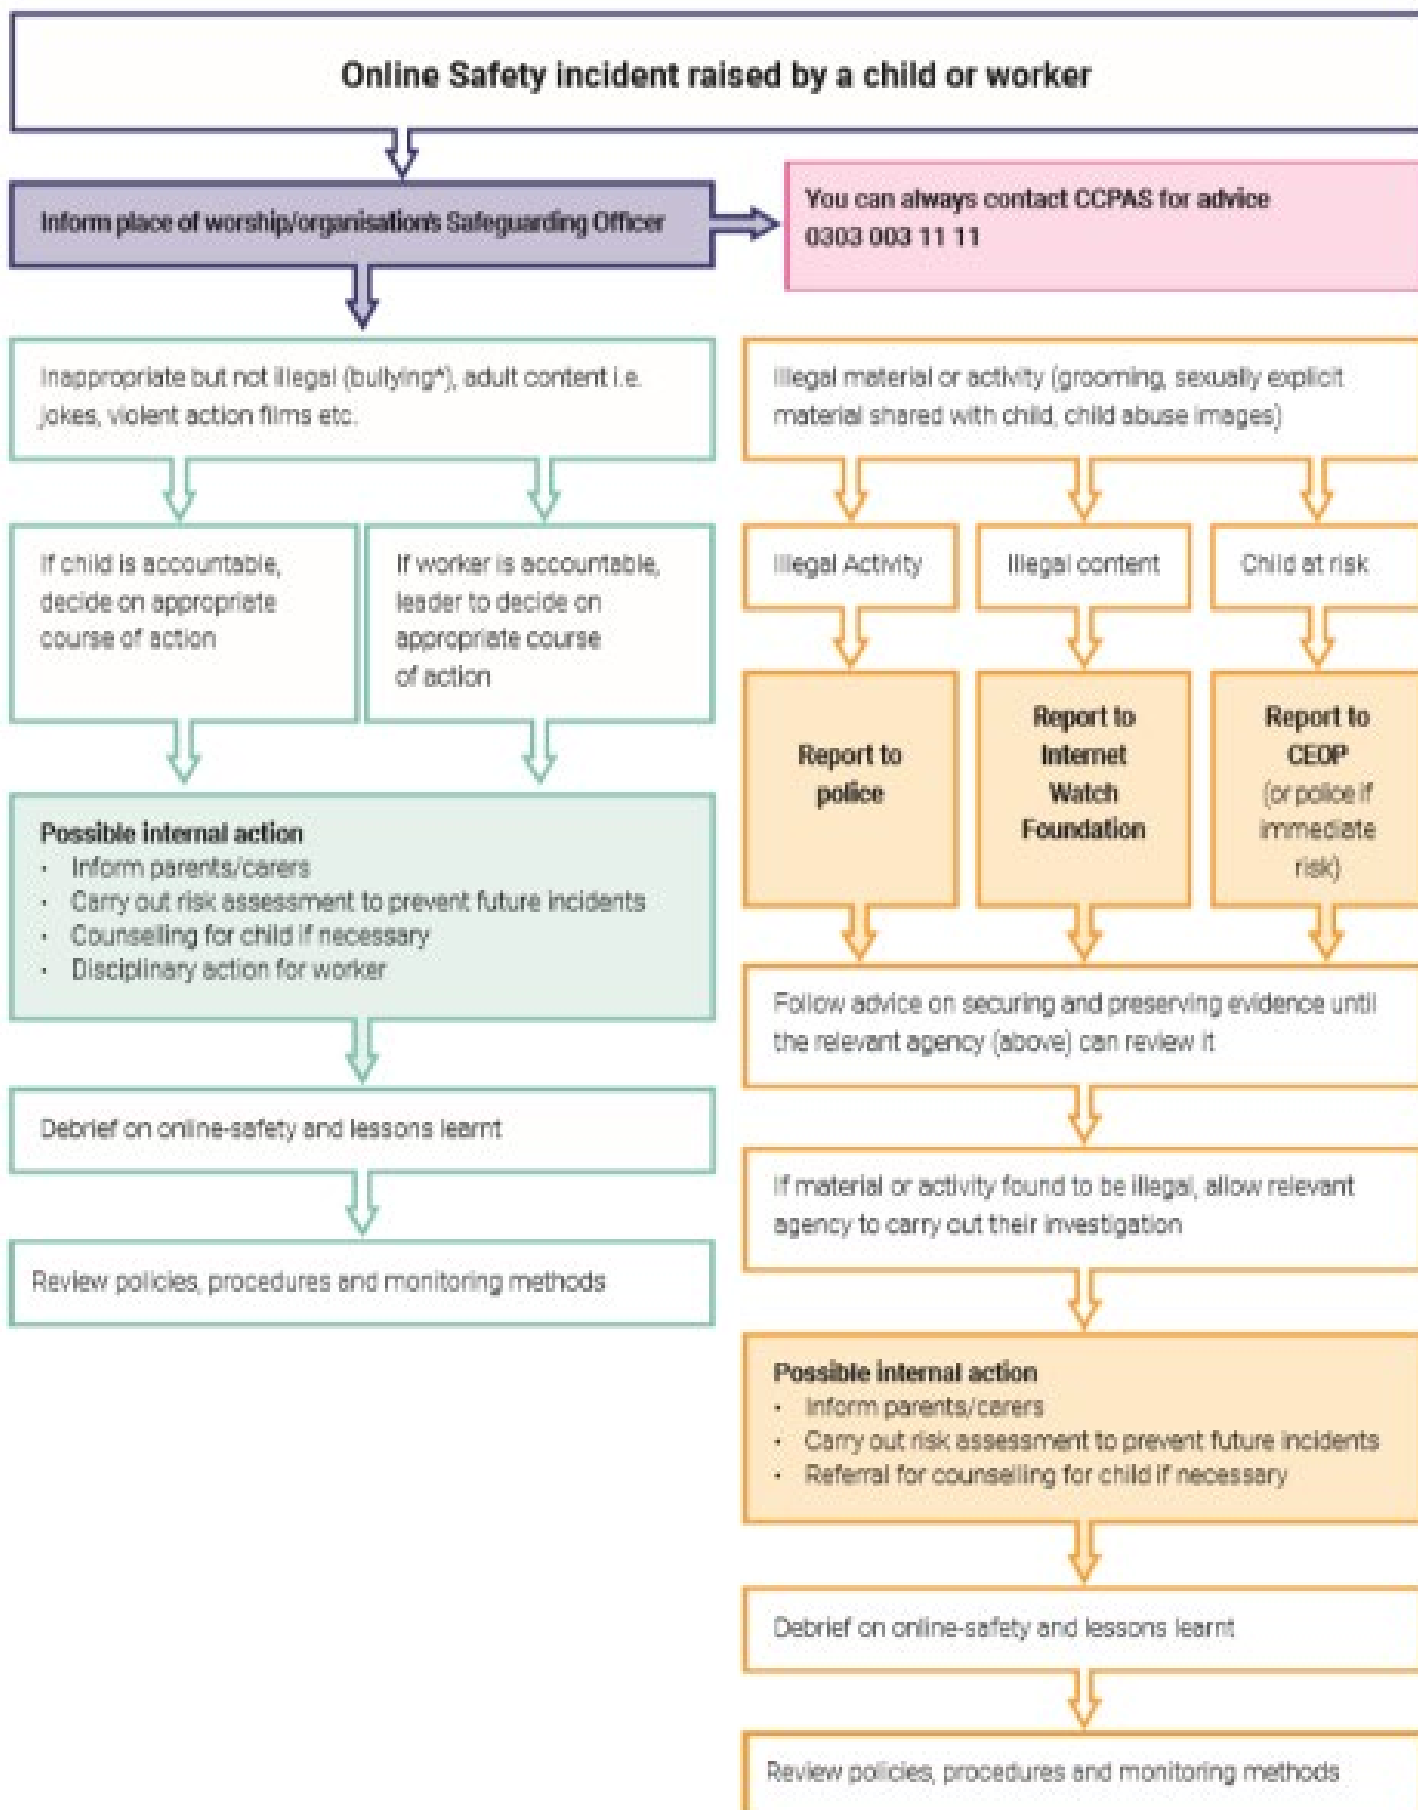 Online Safety incident raised by a child or worker
Inform place of worship/organisation's Safeguarding Officer
You can always contact CCPAS for advice
0303 003 11 11
Inappropriate but not illegal (bullying*), adult content i.e.
jokes, violent action films etc.
If child is accountable,
decide on appropriate
course of action
If worker is accountable,
leader to decide on
appropriate course
of action
Possible internal action
• Inform parents/carers
• Carry out risk assessment to prevent future incidents
• Counselling for child if necessary
• Disciplinary action for worker
Debrief on online-safety and lessons learnt
Review policies, procedures and monitoring methods
Illegal material or activity (grooming, sexually explicit
material shared with child, child abuse images)
Illegal Activity
Illegal content
Child at risk
Report to
police
Report to
Internet
Watch
Foundation
Report to
CEOP
(or police if
immediate
risk)
Follow advice on securing and preserving evidence until
the relevant agency (above) can review it
If material or activity found to be illegal, allow relevant
agency to carry out their investigation
Possible internal action
• Inform parents/carers
• Carry out risk assessment to prevent future incidents
• Referral for counselling for child if necessary
Debrief on online-safety and lessons learnt
Review policies, procedures and monitoring methods